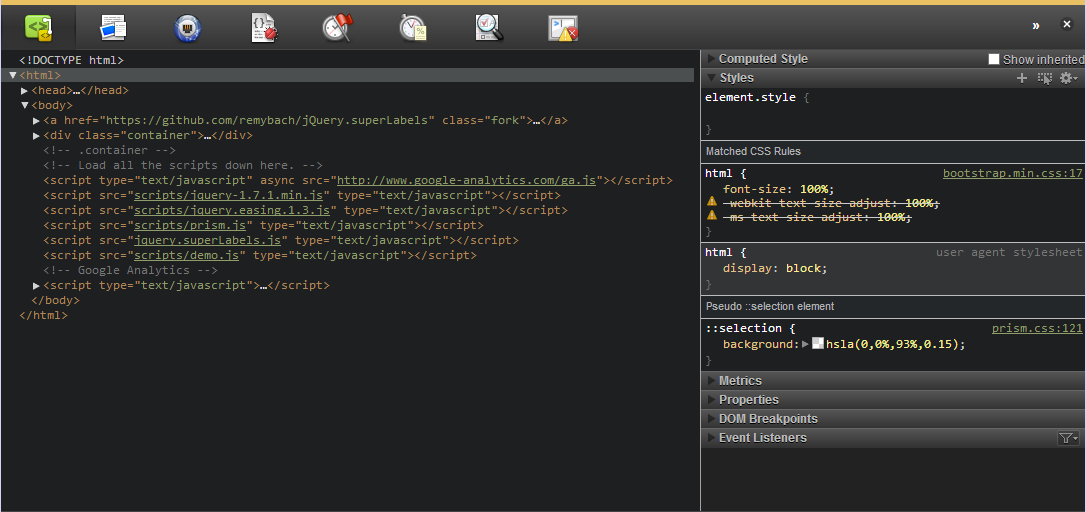 »
<!DOCTYPE html>
<html>
<head>…</head>
<body>
<a href="https://github.com/remybach/jQuery.superLabels" class="fork">…</a>
<div class="container">…</div>
<!-- .container -->
<!-- Load all the scripts down here. -->
<script type="text/javascript" async src="http://www.google-analytics.com/ga.js"></script>
<script src="scripts/jquery-1.7.1.min.js" type="text/javascript"></script>
<script src="scripts/jquery.easing.1.3.js" type="text/javascript"></script>
<script src="scripts/prism.js" type="text/javascript"></script>
<script src="jquery.superLabels.js" type="text/javascript"></script>
<script src="scripts/demo.js" type="text/javascript"></script>
<!-- Google Analytics -->
<script type="text/javascript">…</script>
</body>
</html>
Computed Style Show inherited
Styles
element.style {
}
Matched CSS Rules
html { bootstrap.min.css:17
font-size: 100%;
-webkit-text-size-adjust: 100%;
-ms-text-size-adjust: 100%;
}
html { user agent stylesheet
display: block;
}
Pseudo ::selection element
::selection { prism.css:121
background: hsla(0,0%,93%,0.15);
}
Metrics
Properties
DOM Breakpoints
Event Listeners